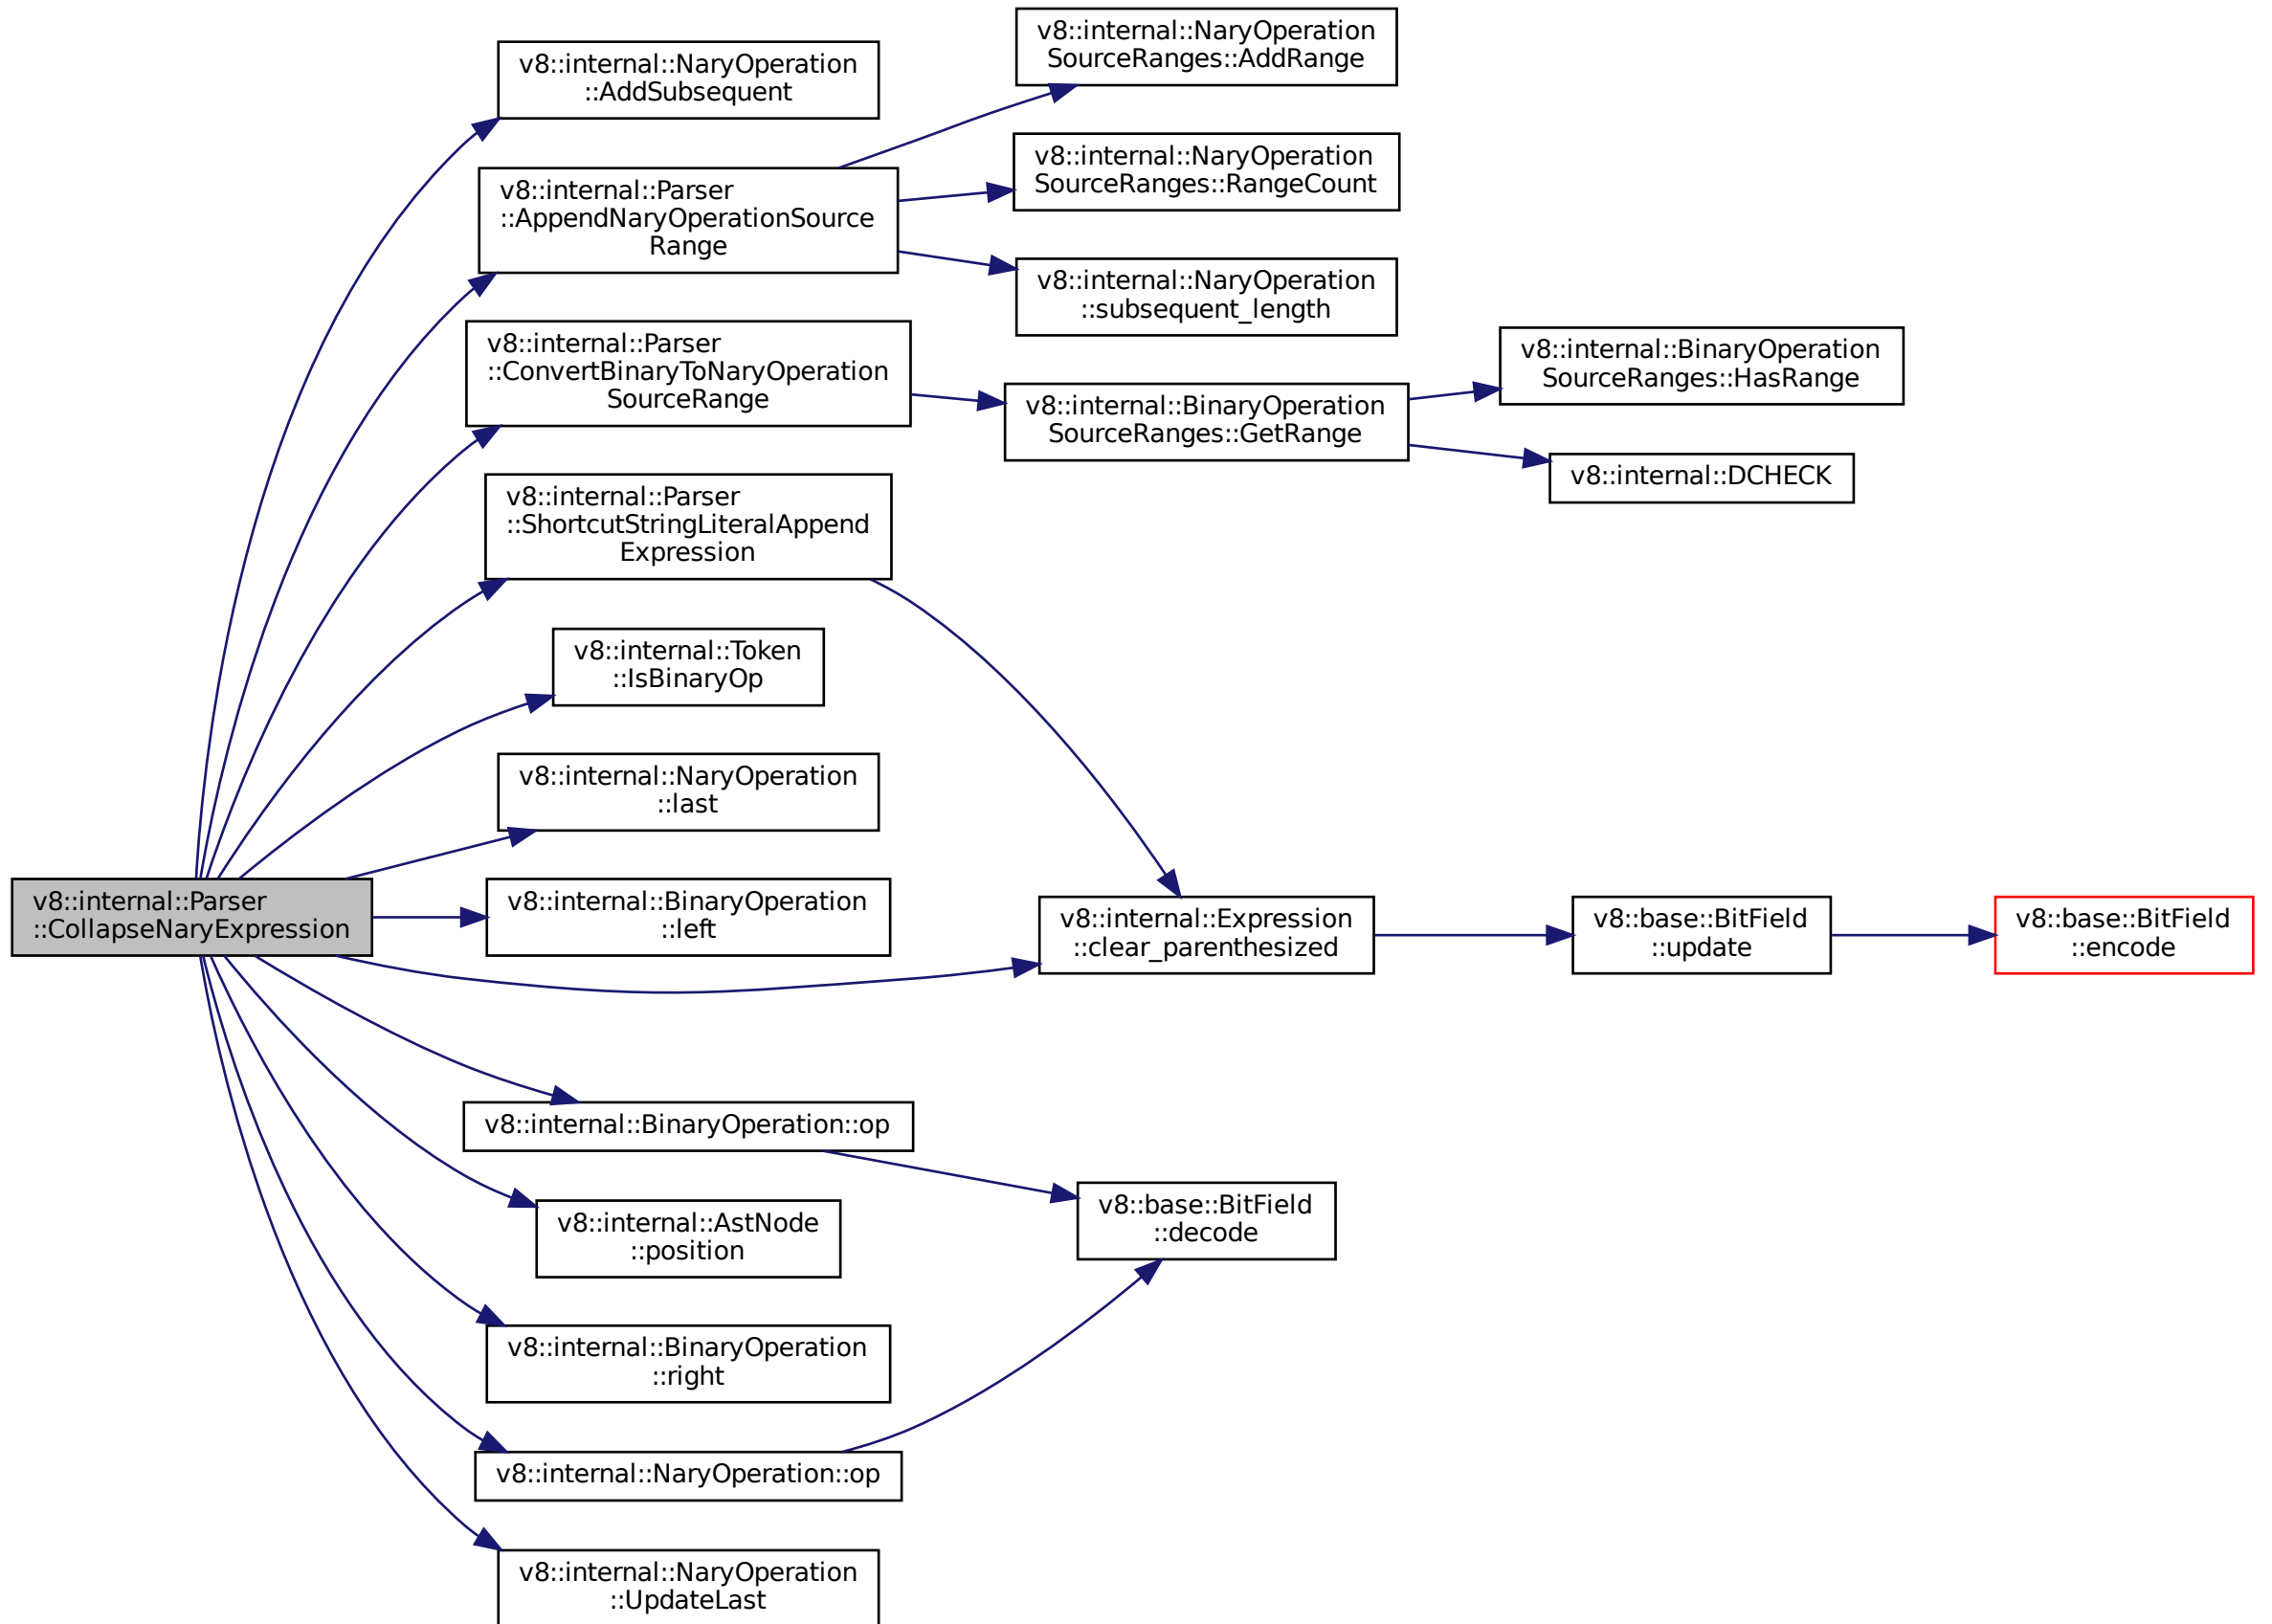 v8::internal::Parser
::CollapseNaryExpression
v8::internal::NaryOperation
::AddSubsequent
v8::internal::Parser
::AppendNaryOperationSource
Range
v8::internal::Parser
::ConvertBinaryToNaryOperation
SourceRange
v8::internal::Parser
::ShortcutStringLiteralAppend
Expression
v8::internal::Token
::IsBinaryOp
v8::internal::NaryOperation
::last
v8::internal::BinaryOperation
::left
v8::internal::BinaryOperation::op
v8::internal::AstNode
::position
v8::internal::BinaryOperation
::right
v8::internal::NaryOperation::op
v8::internal::NaryOperation
::UpdateLast
v8::internal::NaryOperation
SourceRanges::AddRange
v8::internal::NaryOperation
SourceRanges::RangeCount
v8::internal::NaryOperation
::subsequent_length
v8::internal::BinaryOperation
SourceRanges::GetRange
v8::internal::Expression
::clear_parenthesized
v8::base::BitField
::decode
v8::internal::BinaryOperation
SourceRanges::HasRange
v8::internal::DCHECK
v8::base::BitField
::update
v8::base::BitField
::encode